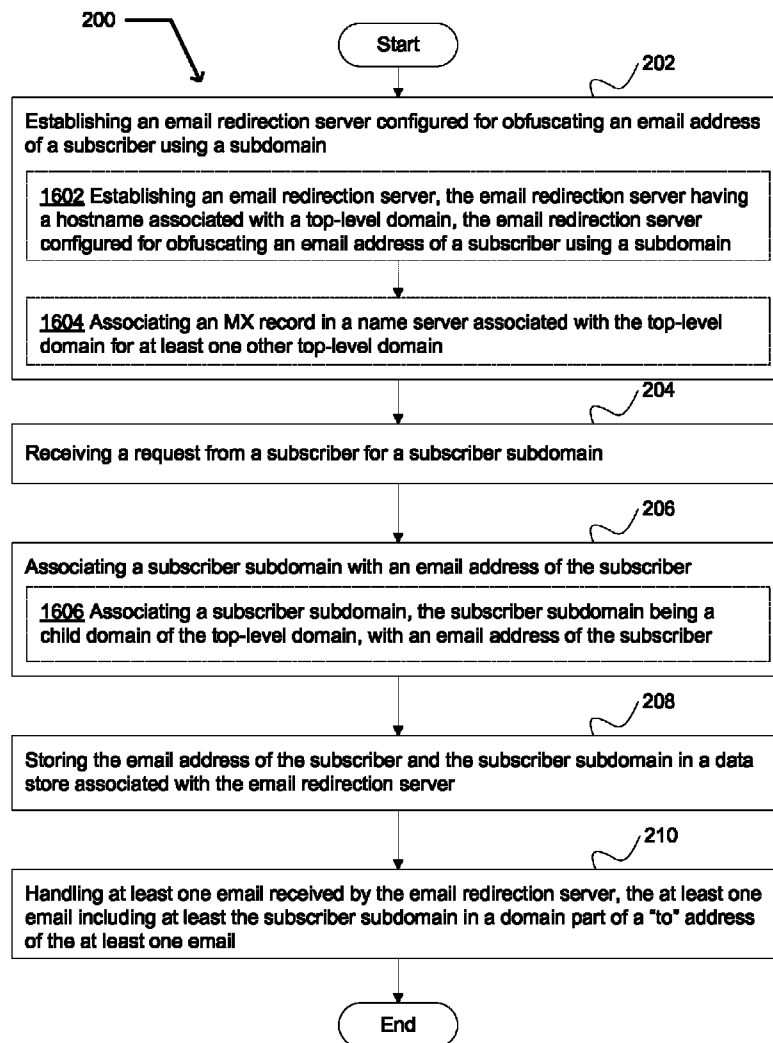 200
Start
202
Establishing an email redirection server configured for obfuscating an email address
of a subscriber using a subdomain
1602 Establishing an email redirection server, the email redirection server having
a hostname associated with a top-level domain, the email redirection server
configured for obfuscating an email address of a subscriber using a subdomain
1604 Associating an MX record in a name server associated with the top-level
domain for at least one other top-level domain
204
Receiving a request from a subscriber for a subscriber subdomain
206
Associating a subscriber subdomain with an email address of the subscriber
1606 Associating a subscriber subdomain, the subscriber subdomain being a
child domain of the top-level domain, with an email address of the subscriber
208
Storing the email address of the subscriber and the subscriber subdomain in a data
store associated with the email redirection server
210
Handling at least one email received by the email redirection server, the at least one
email including at least the subscriber subdomain in a domain part of a "to" address
of the at least one email
End